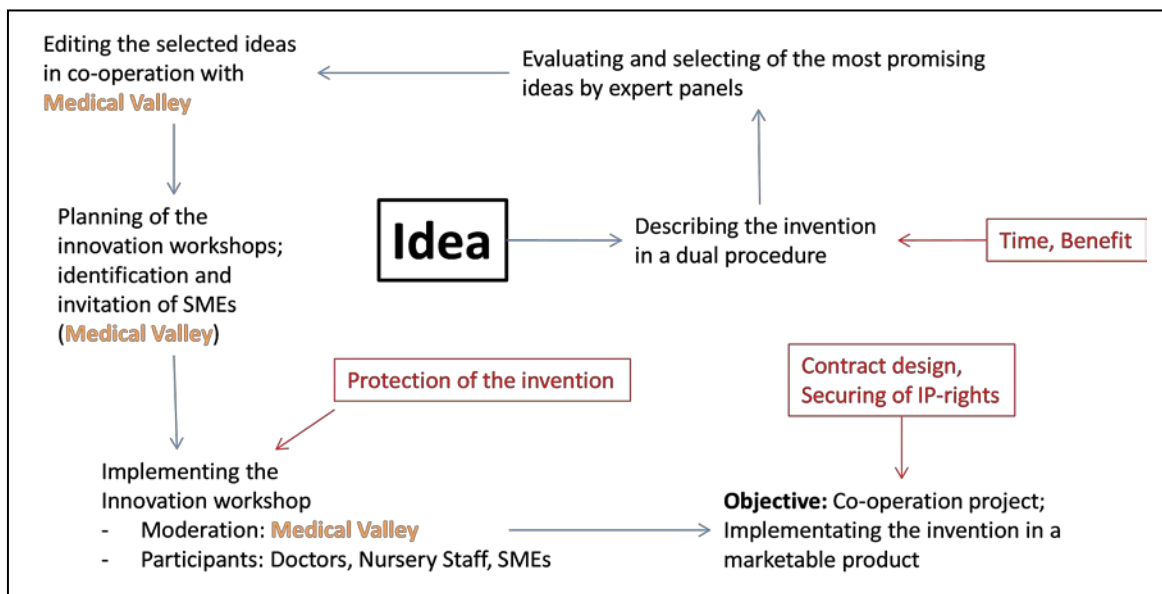 Editing the selected ideas
in co-operation with
Medical Valley
Evaluating and selecting of the most promising
ideas by expert panels
Planning of the
innovation workshops;
identification and
invitation of SMEs
(Medical Valley)
Idea
Describing the invention
in a dual procedure
Time, Benefit
Protection of the invention
Contract design,
Securing of IP-rights
Implementing the
Innovation workshop
- Moderation: Medical Valley
- Participants: Doctors, Nursery Staff, SMEs
Objective: Co-operation project;
Implementating the invention in a
marketable product